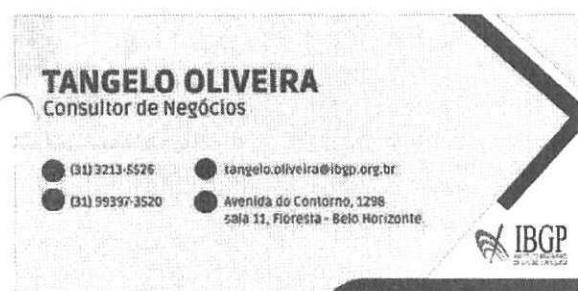 TANGELO OLIVEIRA
Consultor de Negócios
(31) 3213-5526
tangelo.oliveira@ibgp.org.br
(31) 99397-3520
Avenida do Contorno, 1298
sala 11, Floresta - Belo Horizonte
IBGP